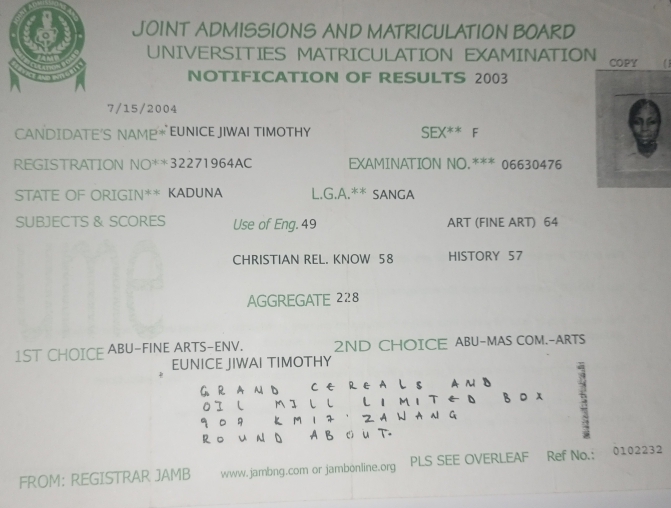 JOINT ADMISSIONS AND MATRICULATION BOARD
UNIVERSITIES MATRICULATION EXAMINATION
NOTIFICATION OF RESULTS 2003
COPY
7/15/2004
CANDIDATE'S NAME* EUNICE JIWAI TIMOTHY SEX** F
REGISTRATION NO** 32271964AC EXAMINATION NO.*** 06630476
STATE OF ORIGIN** KADUNA L.G.A.** SANGA
SUBJECTS & SCORES Use of Eng. 49 ART (FINE ART) 64
CHRISTIAN REL. KNOW 58 HISTORY 57
AGGREGATE 228
ume
1ST CHOICE ABU-FINE ARTS-ENV. 2ND CHOICE ABU-MAS COM.-ARTS
EUNICE JIWAI TIMOTHY
GRAND CEREALS AND
OIL MILL LIMITED BOX
909 KM17' ZAWANG
ROUND ABOUT.
FROM: REGISTRAR JAMB www.jambng.com or jambonline.org PLS SEE OVERLEAF Ref No.: 0102232